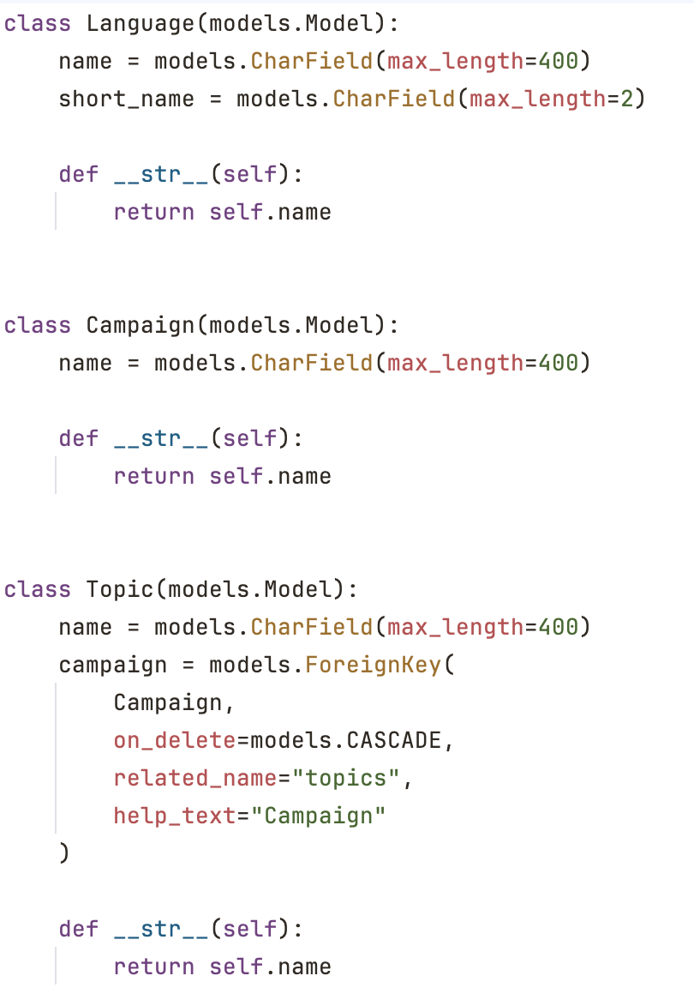 class Language(models.Model):
    name = models.CharField(max_length=400)
    short_name = models.CharField(max_length=2)

    def __str__(self):
        return self.name


class Campaign(models.Model):
    name = models.CharField(max_length=400)

    def __str__(self):
        return self.name


class Topic(models.Model):
    name = models.CharField(max_length=400)
    campaign = models.ForeignKey(
        Campaign,
        on_delete=models.CASCADE,
        related_name="topics",
        help_text="Campaign"
    )

    def __str__(self):
        return self.name